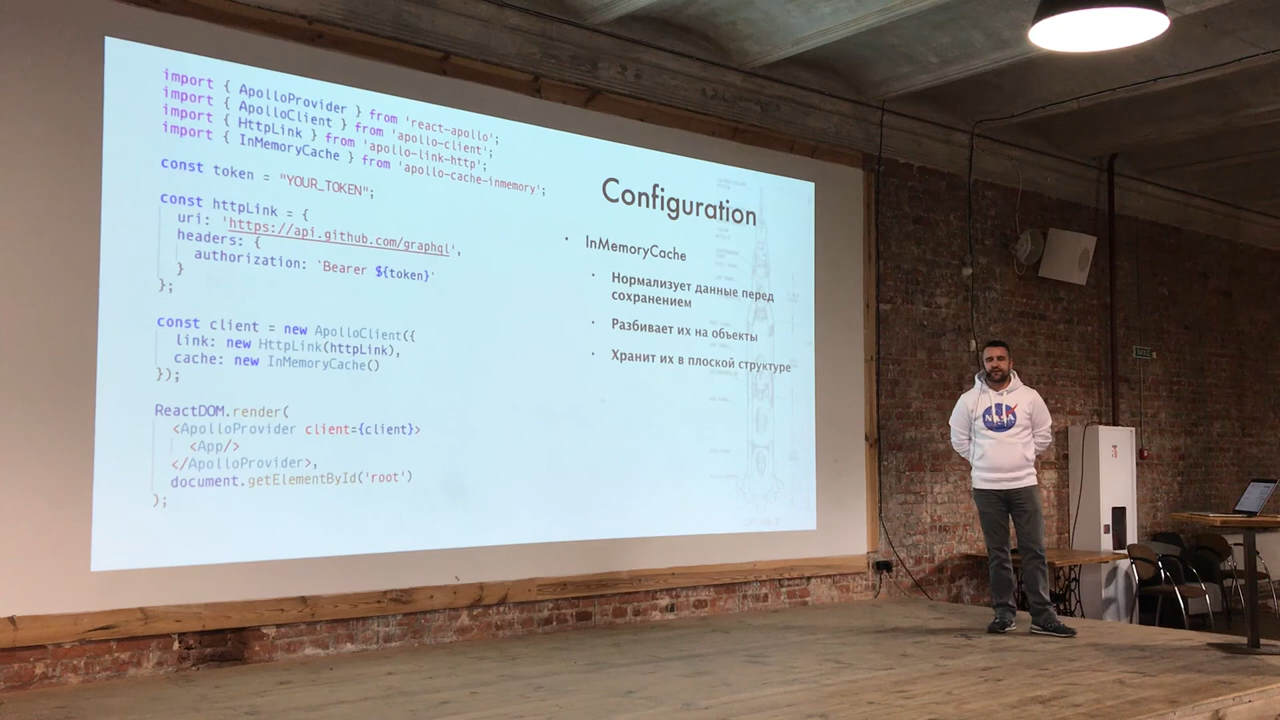 import { ApolloProvider } from 'react-apollo';
import { ApolloClient } from 'apollo-client';
import { HttpLink } from 'apollo-link-http';
import { InMemoryCache } from 'apollo-cache-inmemory';
const token = "YOUR_TOKEN";
const httpLink = {
uri: 'https://api.github.com/graphql',
headers: {
authorization: `Bearer ${token}`
}
};
const client = new ApolloClient({
link: new HttpLink(httpLink),
cache: new InMemoryCache()
});
ReactDOM.render(
<ApolloProvider client={client}>
<App/>
</ApolloProvider>,
document.getElementById('root')
);
Configuration
· InMemoryCache
· Нормализует данные перед
сохранением
· Разбивает их на объекты
· Хранит их в плоской структуре
NASA